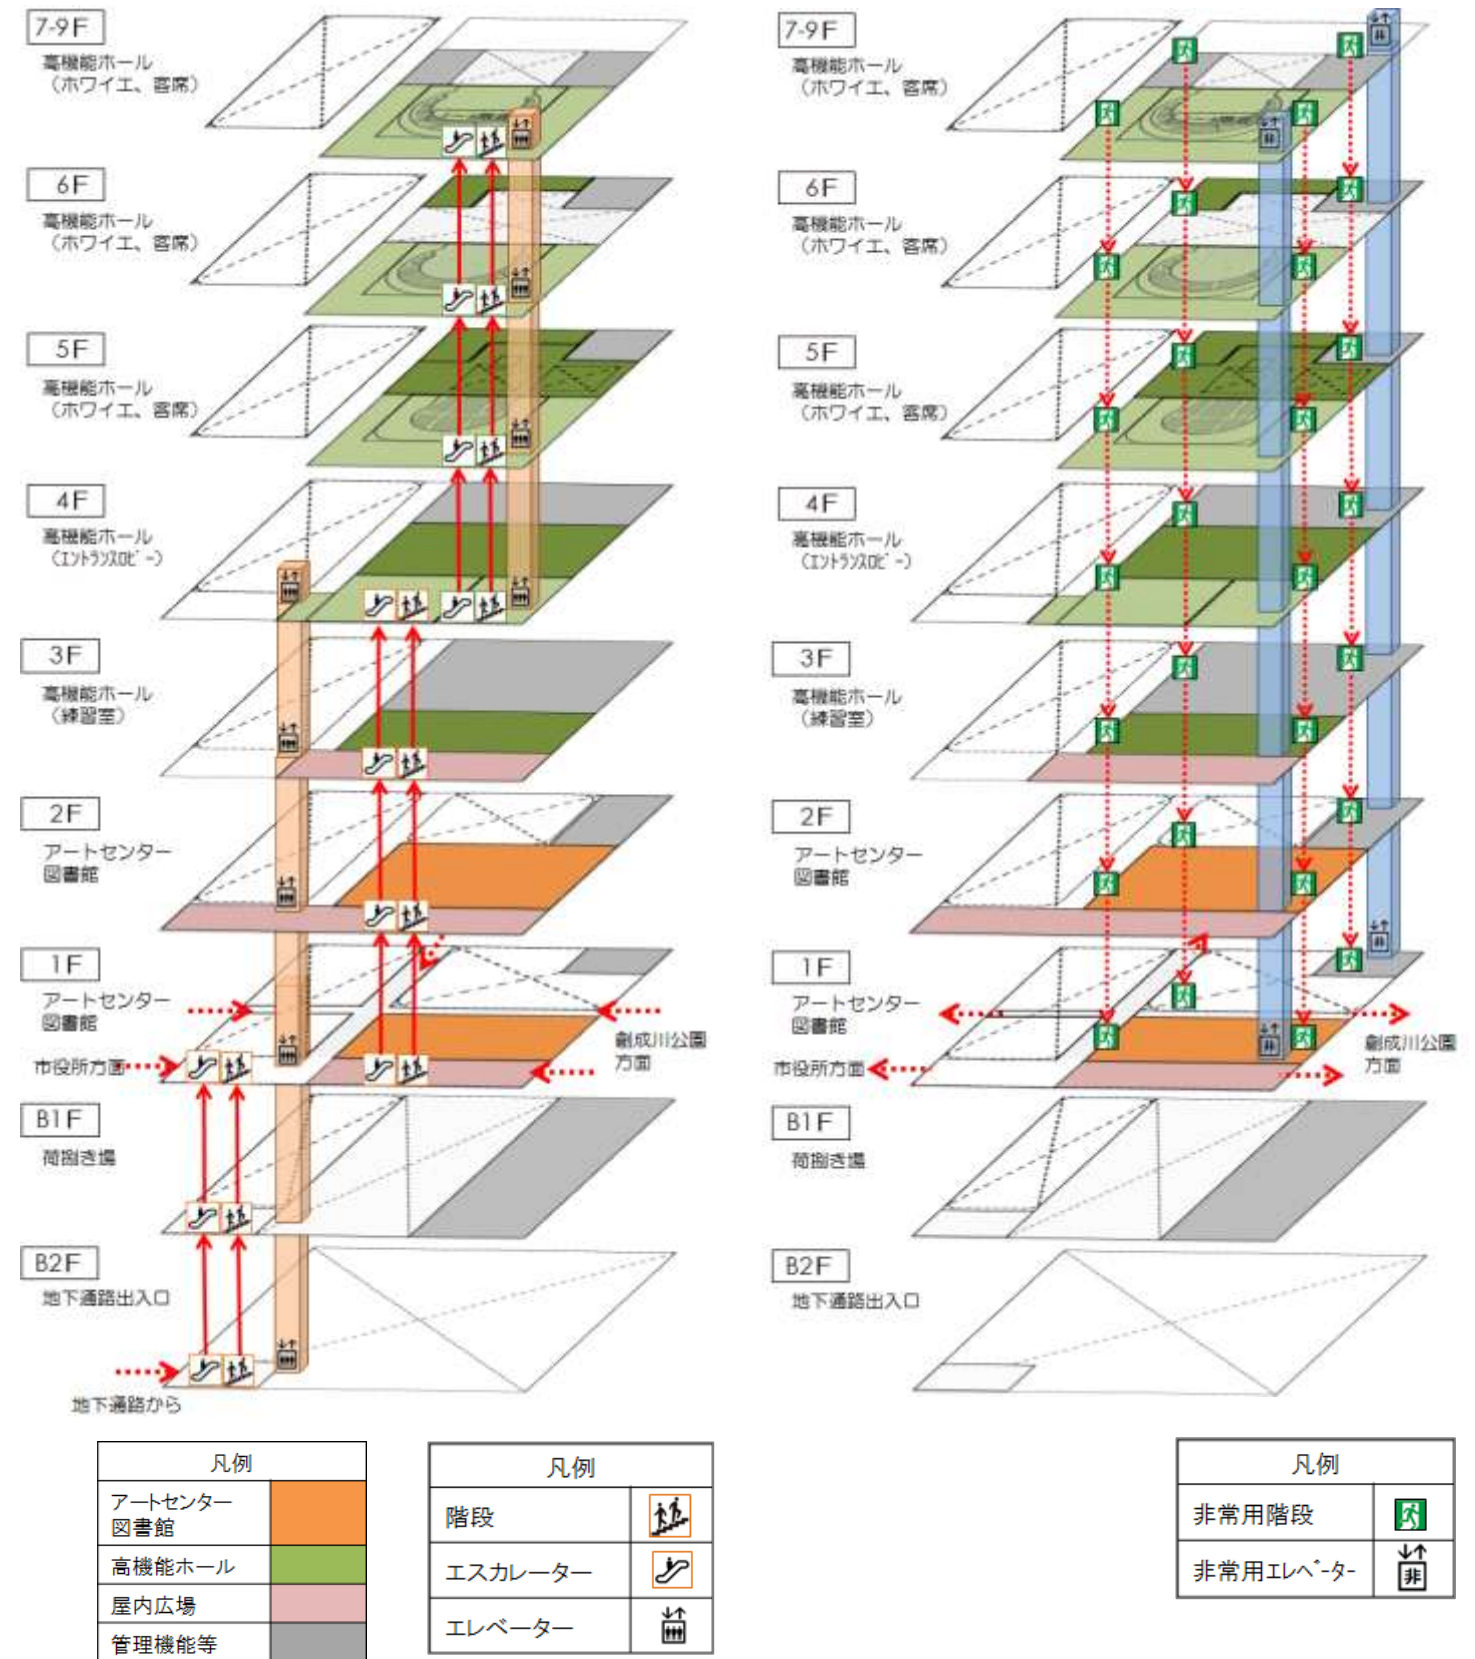 7-9F
高機能ホール
（ホワイエ、客席）
6F
高機能ホール
（ホワイエ、客席）
5F
高機能ホール
（ホワイエ、客席）
4F
高機能ホール
（エントランスロビー）
3F
高機能ホール
（練習室）
2F
アートセンター
図書館
1F
アートセンター
図書館
市役所方面
創成川公園
方面
B1F
荷捌き場
B2F
地下通路出入口
地下通路から
凡例
アートセンター
図書館
高機能ホール
屋内広場
管理機能等
凡例
階段
エスカレーター
エレベーター
7-9F
高機能ホール
（ホワイエ、客席）
非
6F
高機能ホール
（ホワイエ、客席）
5F
高機能ホール
（ホワイエ、客席）
4F
高機能ホール
（エントランスロビー）
3F
高機能ホール
（練習室）
2F
アートセンター
図書館
非
1F
アートセンター
図書館
市役所方面
非
創成川公園
方面
B1F
荷捌き場
B2F
地下通路出入口
凡例
非常用階段
非常用エレベーター
非